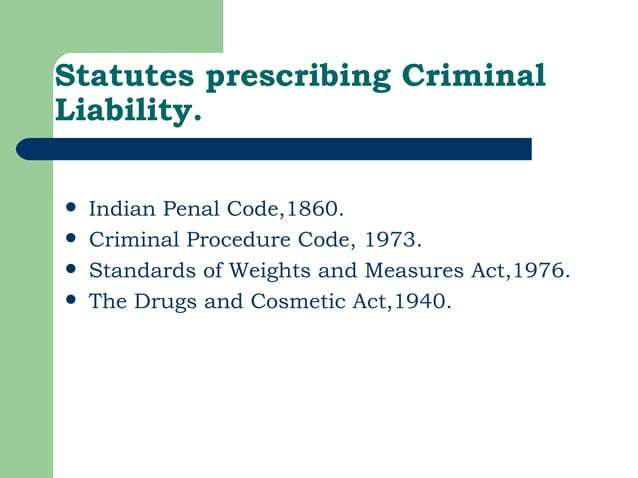 Statutes prescribing Criminal
Liability.
• Indian Penal Code,1860.
• Criminal Procedure Code, 1973.
• Standards of Weights and Measures Act,1976.
• The Drugs and Cosmetic Act,1940.